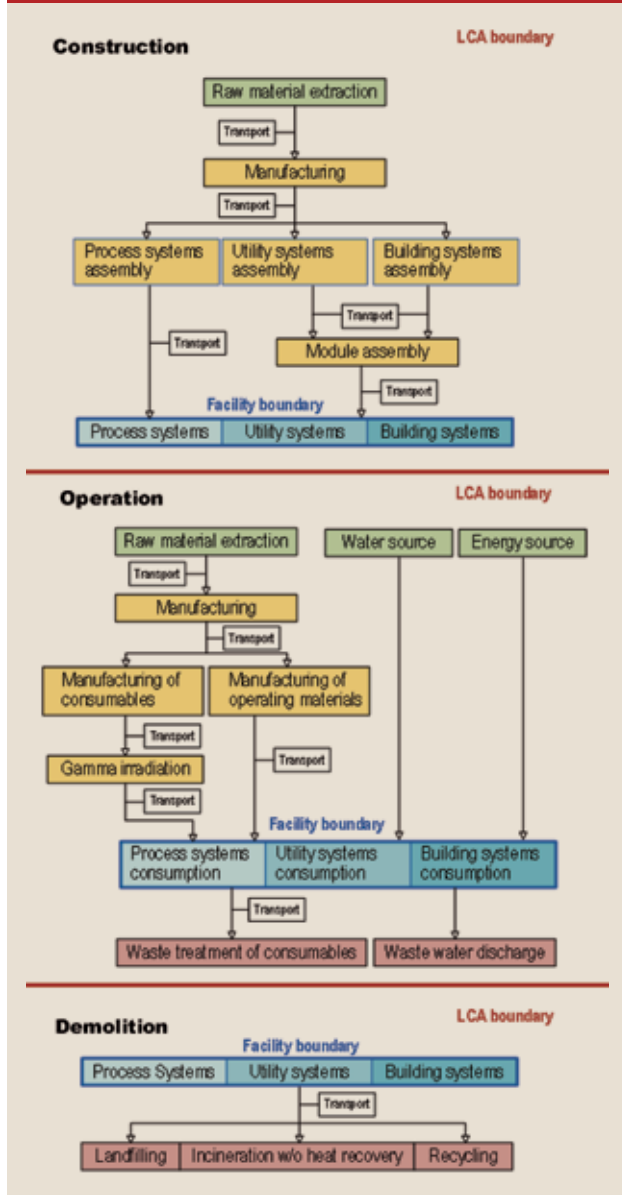 Construction
LCA boundary
Raw material extraction
Transport
Manufacturing
Transport
Process systems
assembly
Utility systems
assembly
Building systems
assembly
Transport
Transport
Module assembly
Transport
Facility boundary
Process systems
Utility systems
Building systems
Operation
LCA boundary
Raw material extraction
Water source
Energy source
Transport
Manufacturing
Transport
Manufacturing of
consumables
Manufacturing of
operating materials
Transport
Transport
Gamma irradiation
Transport
Facility boundary
Process systems
consumption
Utility systems
consumption
Building systems
consumption
Transport
Waste treatment of consumables
Waste water discharge
Demolition
LCA boundary
Facility boundary
Process Systems
Utility systems
Building systems
Transport
Landfilling
Incineration w/o heat recovery
Recycling